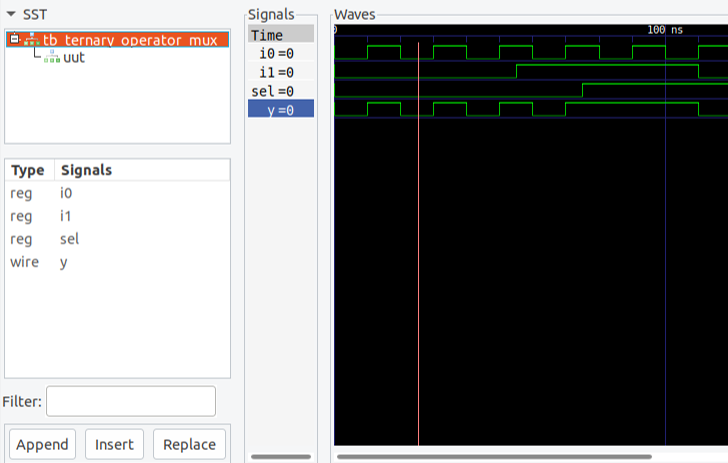 SST
tb_ternary_operator_mux
uut
Type Signals
reg i0
reg i1
reg sel
wire y
Filter:
Append Insert Replace
Signals
Time
i0=0
i1=0
sel=0
y=0
Waves
0 100 ns